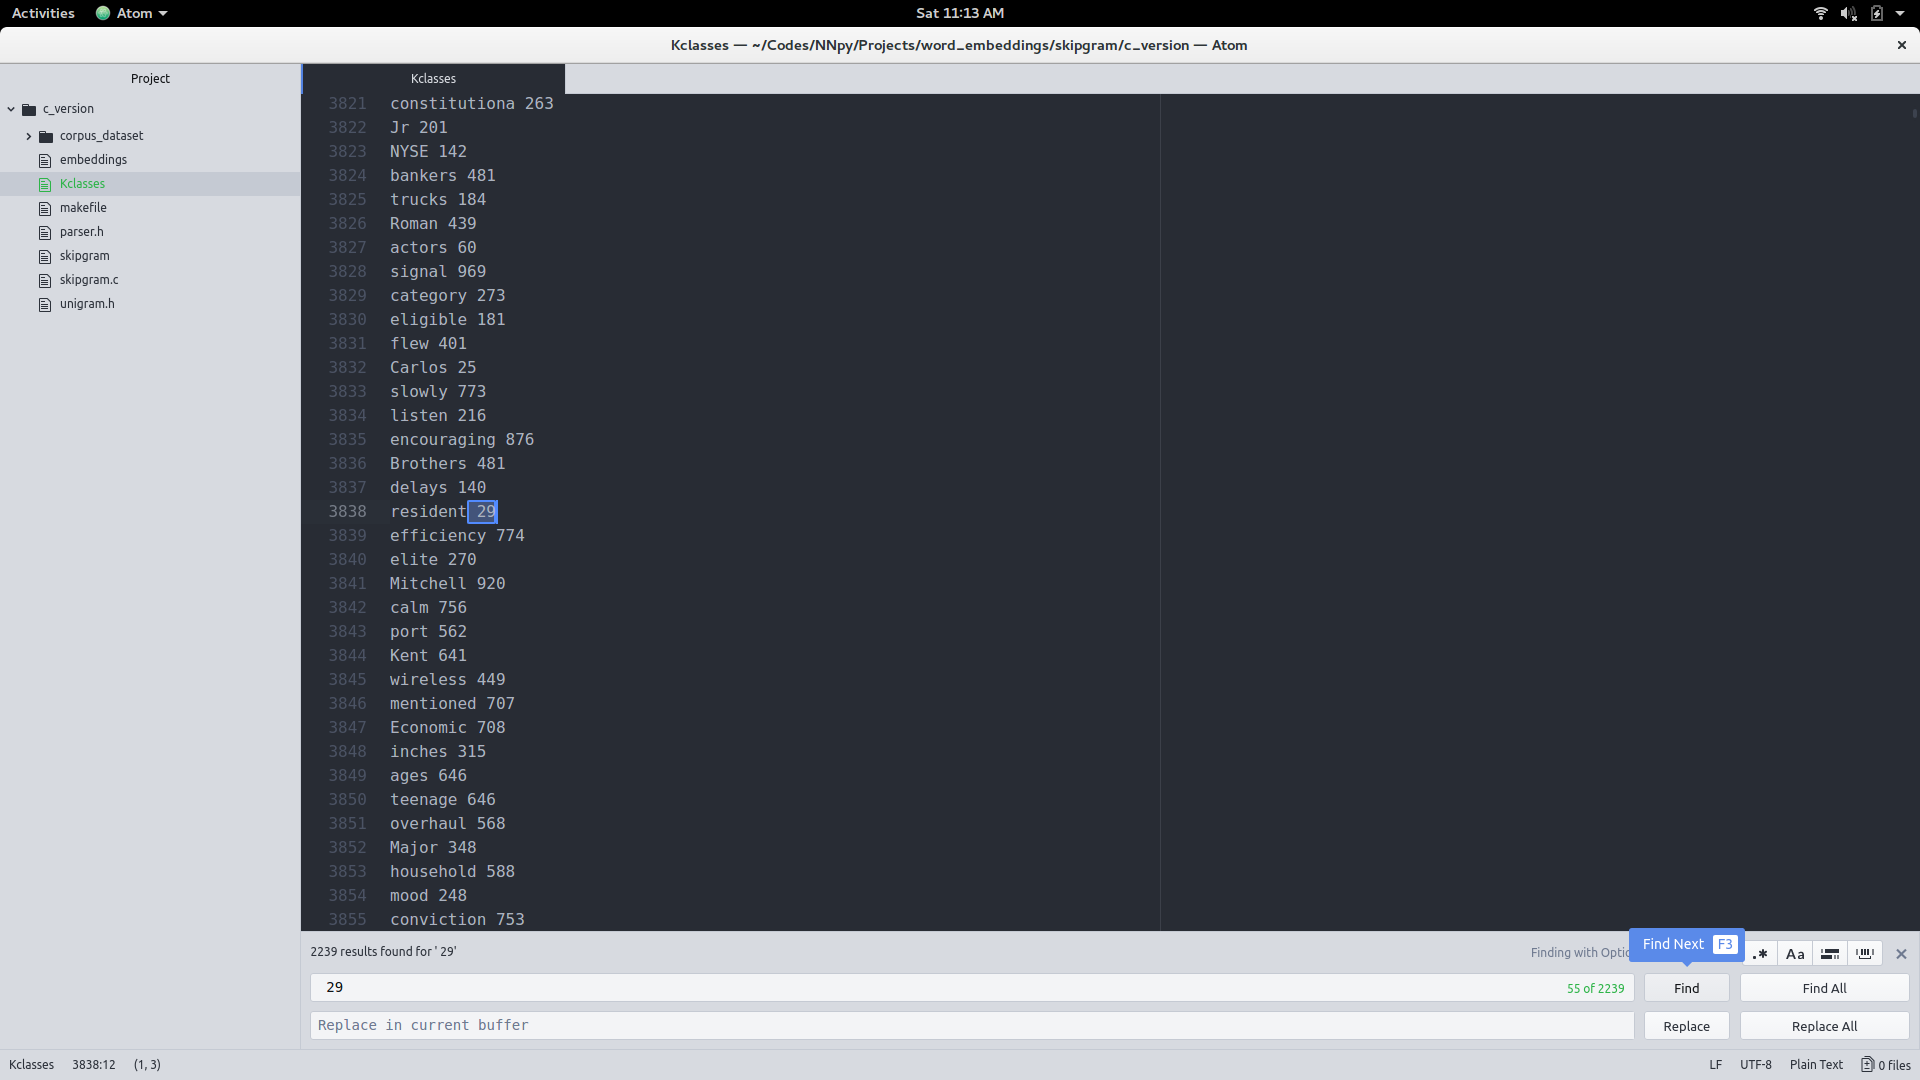 Activities Atom Sat 11:13 AM
Kclasses — ~/Codes/NNpy/Projects/word_embeddings/skipgram/c_version — Atom
Project
c_version
corpus_dataset
embeddings
Kclasses
makefile
parser.h
skipgram
skipgram.c
unigram.h
Kclasses
3821 constitutiona 263
3822 Jr 201
3823 NYSE 142
3824 bankers 481
3825 trucks 184
3826 Roman 439
3827 actors 60
3828 signal 969
3829 category 273
3830 eligible 181
3831 flew 401
3832 Carlos 25
3833 slowly 773
3834 listen 216
3835 encouraging 876
3836 Brothers 481
3837 delays 140
3838 resident 29
3839 efficiency 774
3840 elite 270
3841 Mitchell 920
3842 calm 756
3843 port 562
3844 Kent 641
3845 wireless 449
3846 mentioned 707
3847 Economic 708
3848 inches 315
3849 ages 646
3850 teenage 646
3851 overhaul 568
3852 Major 348
3853 household 588
3854 mood 248
3855 conviction 753
2239 results found for ' 29' Finding with Optio
Find Next F3
.* Aa
29 55 of 2239 Find Find All
Replace in current buffer Replace Replace All
Kclasses 3838:12 (1, 3) LF UTF-8 Plain Text 0 files